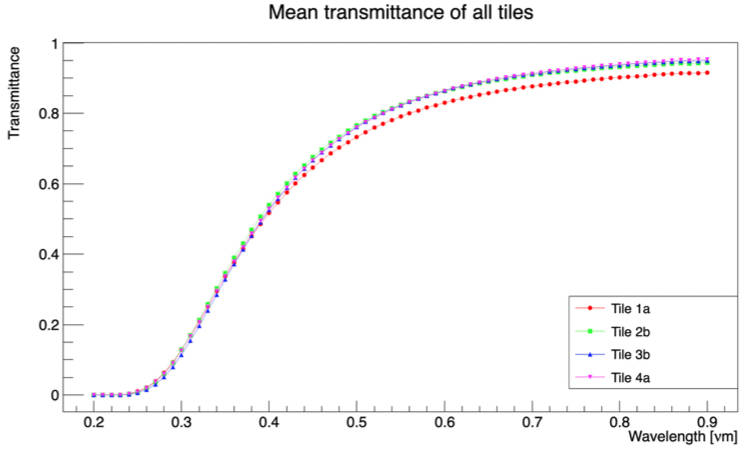 Mean transmittance of all tiles
Transmittance
1
0.8
0.6
0.4
0.2
0
0.2 0.3 0.4 0.5 0.6 0.7 0.8 0.9
Wavelength [νm]
Tile 1a
Tile 2b
Tile 3b
Tile 4a